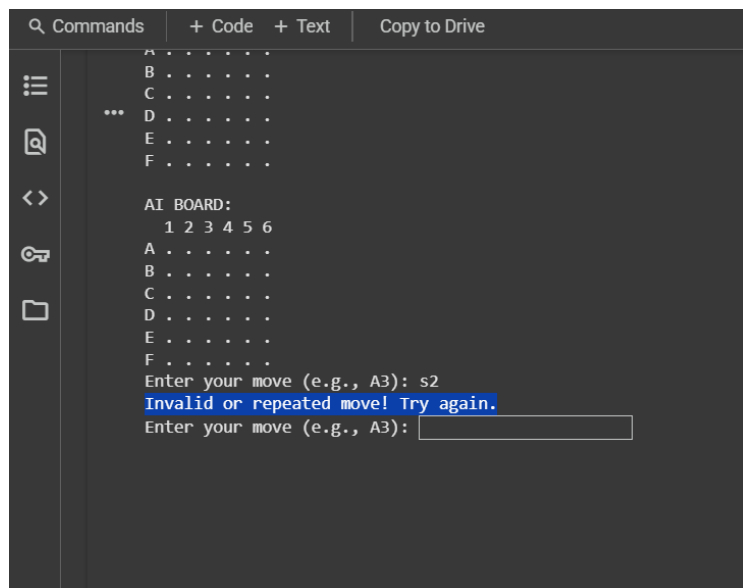 Commands + Code + Text Copy to Drive
A . . . . . .
B . . . . . .
C . . . . . .
D . . . . . .
E . . . . . .
F . . . . . .
AI BOARD:
1 2 3 4 5 6
A . . . . . .
B . . . . . .
C . . . . . .
D . . . . . .
E . . . . . .
F . . . . . .
Enter your move (e.g., A3): s2
Invalid or repeated move! Try again.
Enter your move (e.g., A3):